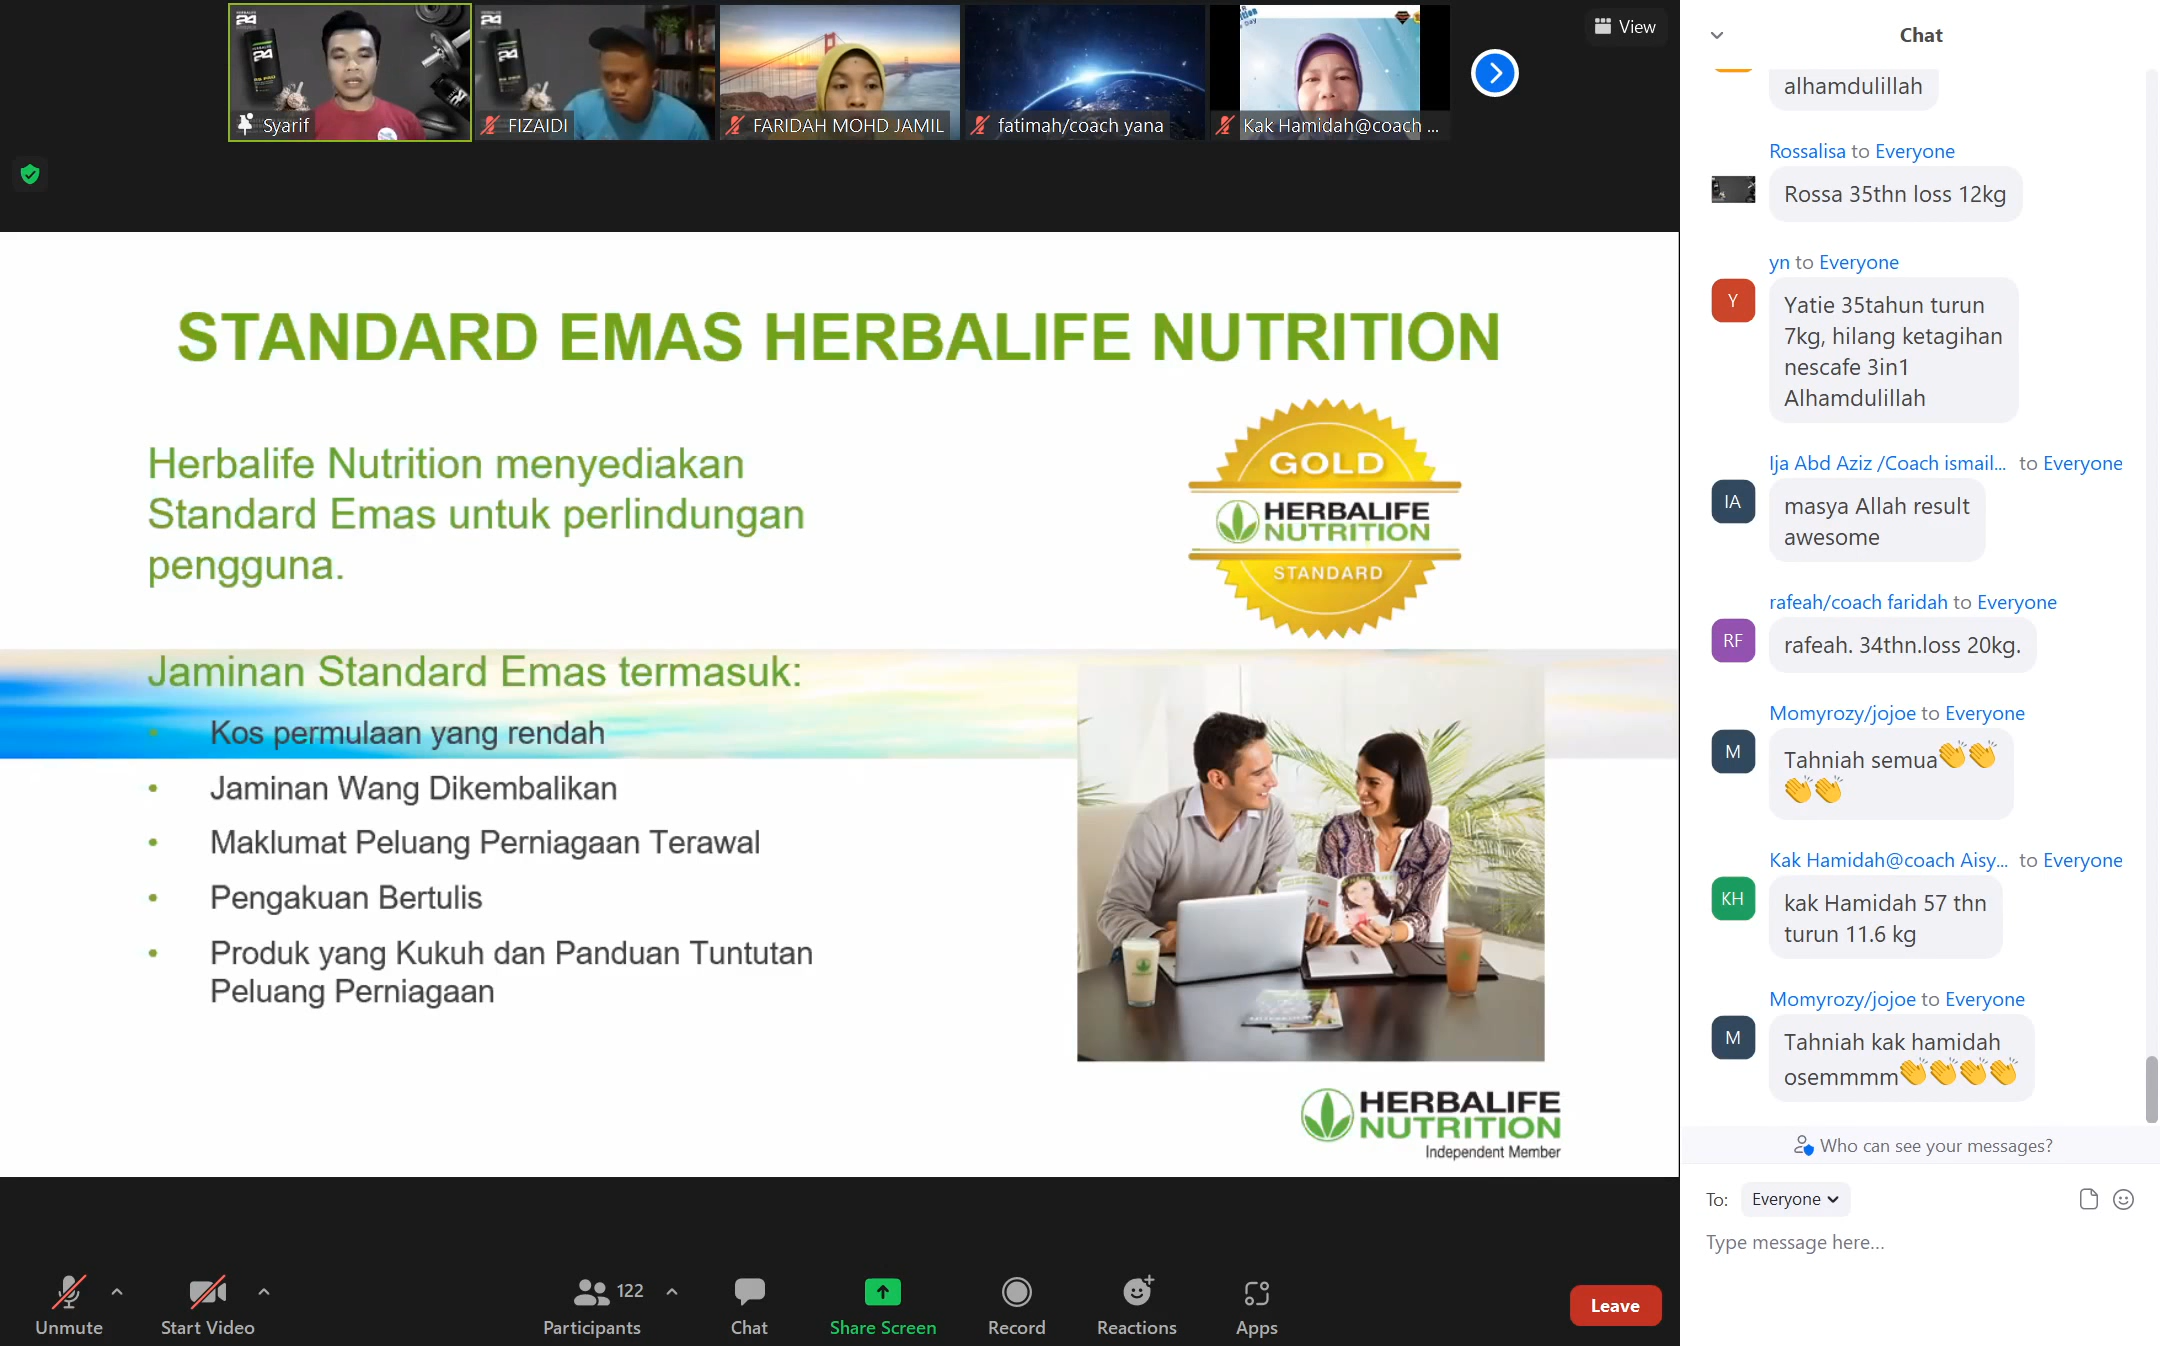 HERBALIFE
24
HERBALIFE
24
Syarif
FIZAIDI
FARIDAH MOHD JAMIL
fatimah/coach yana
Kak Hamidah@coach ...
View
STANDARD EMAS HERBALIFE NUTRITION
Herbalife Nutrition menyediakan
Standard Emas untuk perlindungan
pengguna.
GOLD
HERBALIFE
NUTRITION
STANDARD
Jaminan Standard Emas termasuk:
• Kos permulaan yang rendah
• Jaminan Wang Dikembalikan
• Maklumat Peluang Perniagaan Terawal
• Pengakuan Bertulis
• Produk yang Kukuh dan Panduan Tuntutan
Peluang Perniagaan
HERBALIFE
NUTRITION
Independent Member
Unmute
Start Video
122
Participants
Chat
Share Screen
Record
Reactions
Apps
Leave
Chat
alhamdulillah
Rossalisa to Everyone
Rossa 35thn loss 12kg
yn to Everyone
Y
Yatie 35tahun turun
7kg, hilang ketagihan
nescafe 3in1
Alhamdulillah
Ija Abd Aziz /Coach ismail... to Everyone
IA
masya Allah result
awesome
rafeah/coach faridah to Everyone
RF
rafeah. 34thn.loss 20kg.
Momyrozy/jojoe to Everyone
M
Tahniah semua👏👏
👏👏
Kak Hamidah@coach Aisy... to Everyone
KH
kak Hamidah 57 thn
turun 11.6 kg
Momyrozy/jojoe to Everyone
M
Tahniah kak hamidah
osemmmm👏👏👏👏
Who can see your messages?
To: Everyone
Type message here...